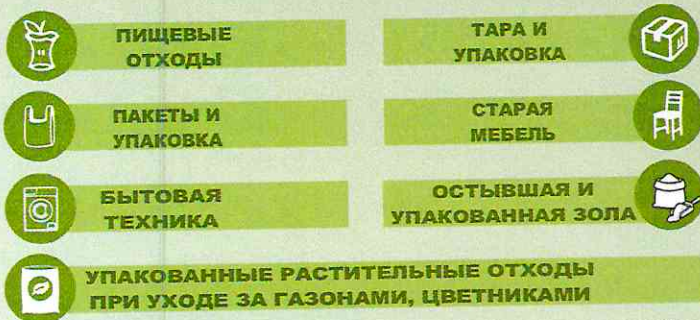 ПИЩЕВЫЕ
ОТХОДЫ
ТАРА И
УПАКОВКА
ПАКЕТЫ И
УПАКОВКА
СТАРАЯ
МЕБЕЛЬ
БЫТОВАЯ
ТЕХНИКА
ОСТЫВШАЯ И
УПАКОВАННАЯ ЗОЛА
УПАКОВАННЫЕ РАСТИТЕЛЬНЫЕ ОТХОДЫ
ПРИ УХОДЕ ЗА ГАЗОНАМИ, ЦВЕТНИКАМИ